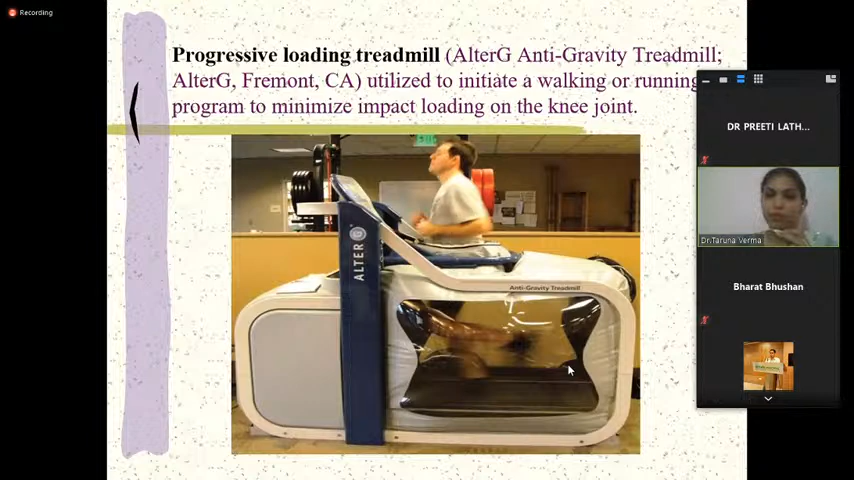 Recording
Progressive loading treadmill (AlterG Anti-Gravity Treadmill;
AlterG, Fremont, CA) utilized to initiate a walking or running
program to minimize impact loading on the knee joint.
DR PREETI LATH...
Dr.Taruna Verma
Bharat Bhushan
ALTER G
Anti-Gravity Treadmill